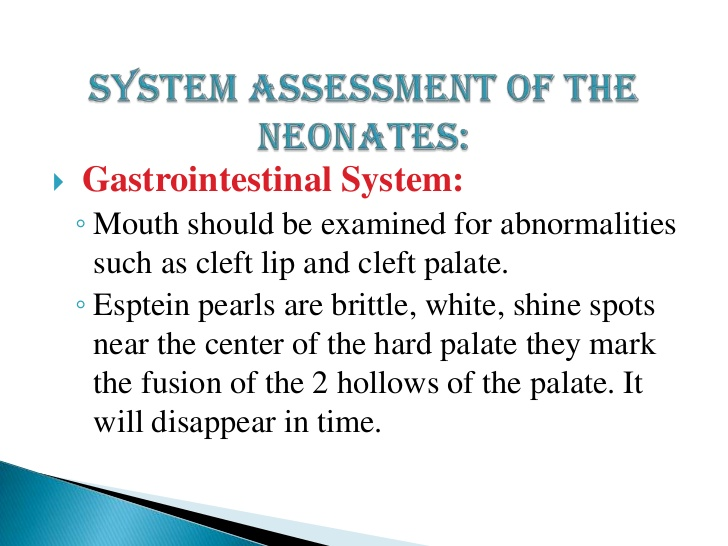 SYSTEM ASSESSMENT OF THE
NEONATES:
Gastrointestinal System:
Mouth should be examined for abnormalities
such as cleft lip and cleft palate.
Esptein pearls are brittle, white, shine spots
near the center of the hard palate they mark
the fusion of the 2 hollows of the palate. It
will disappear in time.